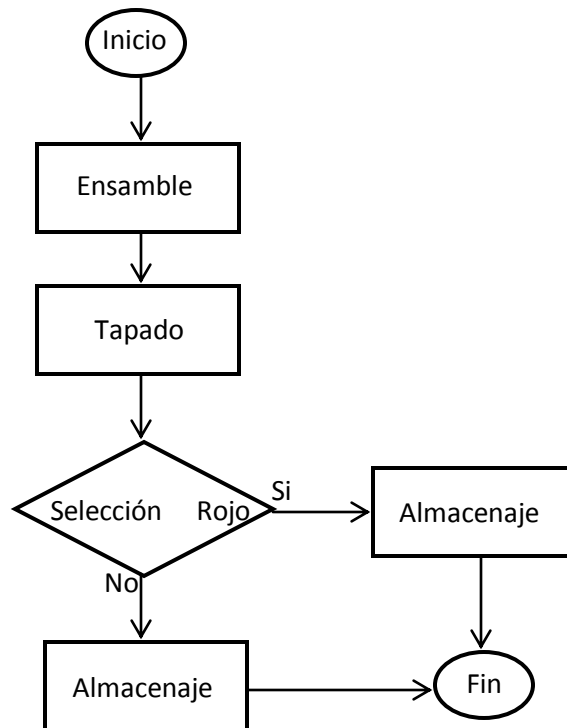 Inicio
Ensamble
Tapado
Selección Rojo
Si
Almacenaje
No
Almacenaje
Fin